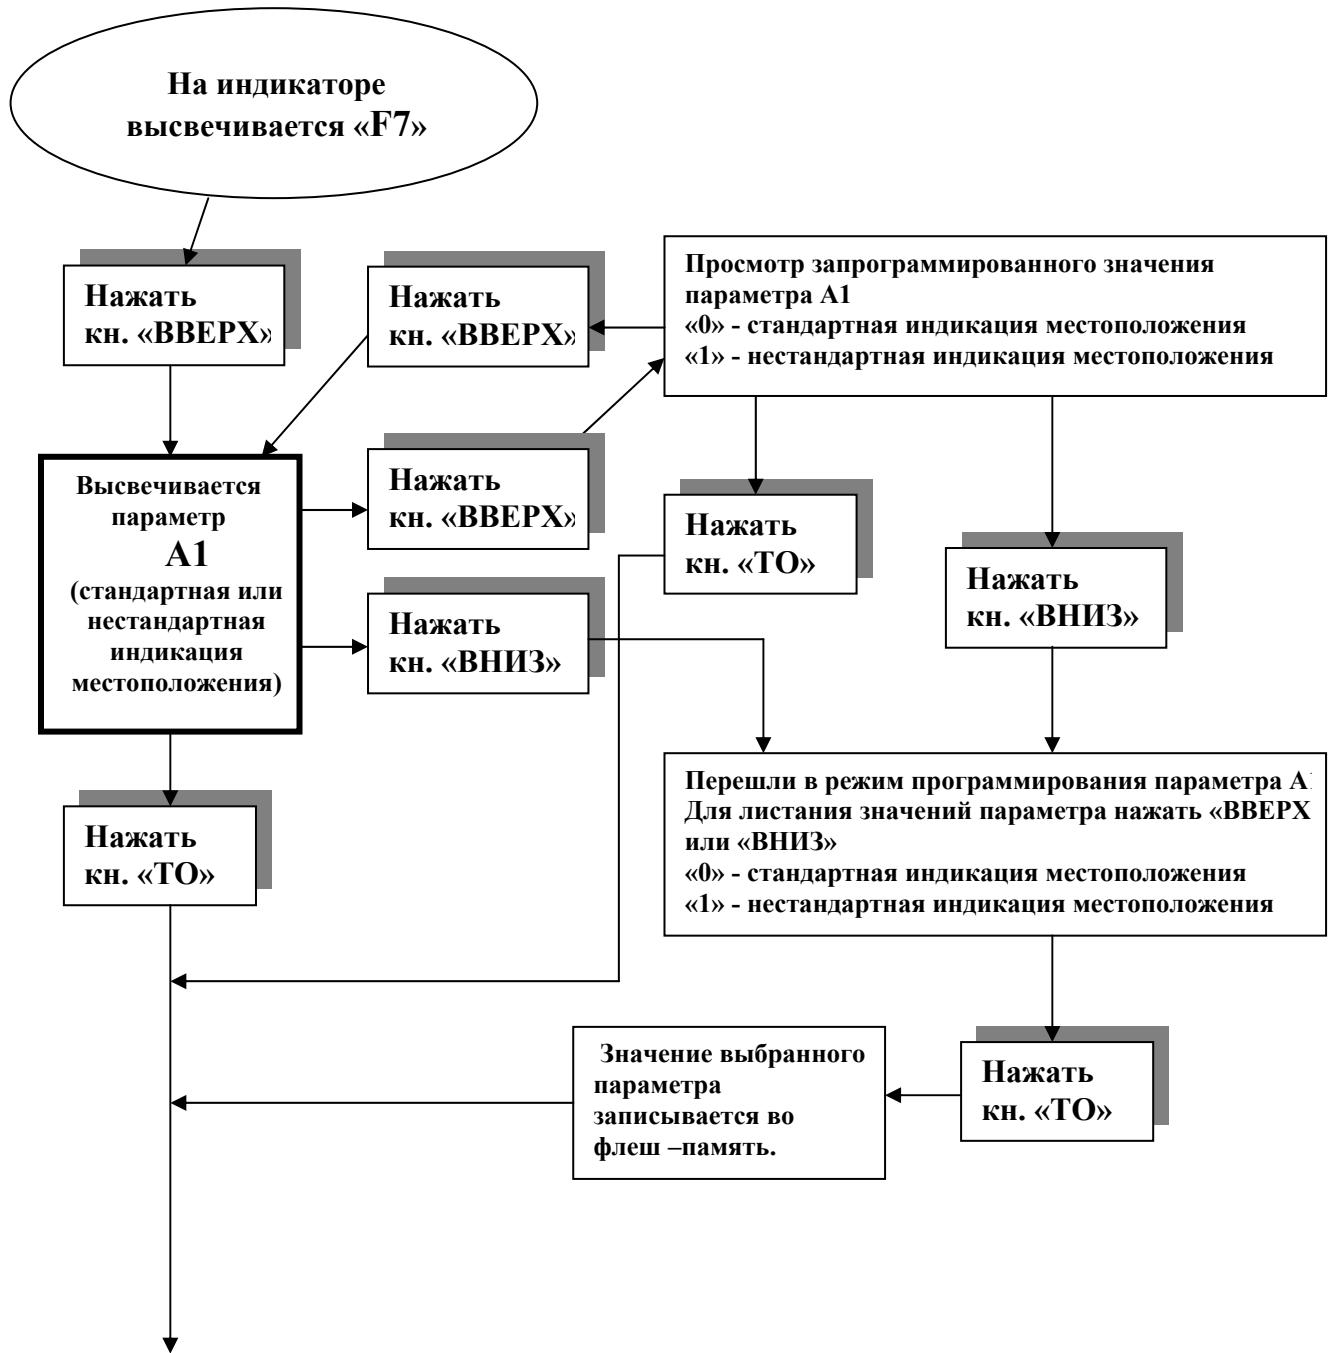 На индикаторе
высвечивается «F7»
Нажать
кн. «ВВЕРХ»
Нажать
кн. «ВВЕРХ»
Просмотр запрограммированного значения
параметра А1
«0» - стандартная индикация местоположения
«1» - нестандартная индикация местоположения
Высвечивается
параметр
А1
(стандартная или
нестандартная
индикация
местоположения)
Нажать
кн. «ВВЕРХ»
Нажать
кн. «ТО»
Нажать
кн. «ВНИЗ»
Нажать
кн. «ВНИЗ»
Перешли в режим программирования параметра А1
Для листания значений параметра нажать «ВВЕРХ
или «ВНИЗ»
«0» - стандартная индикация местоположения
«1» - нестандартная индикация местоположения
Нажать
кн. «ТО»
Значение выбранного
параметра
записывается во
флеш –память.
Нажать
кн. «ТО»